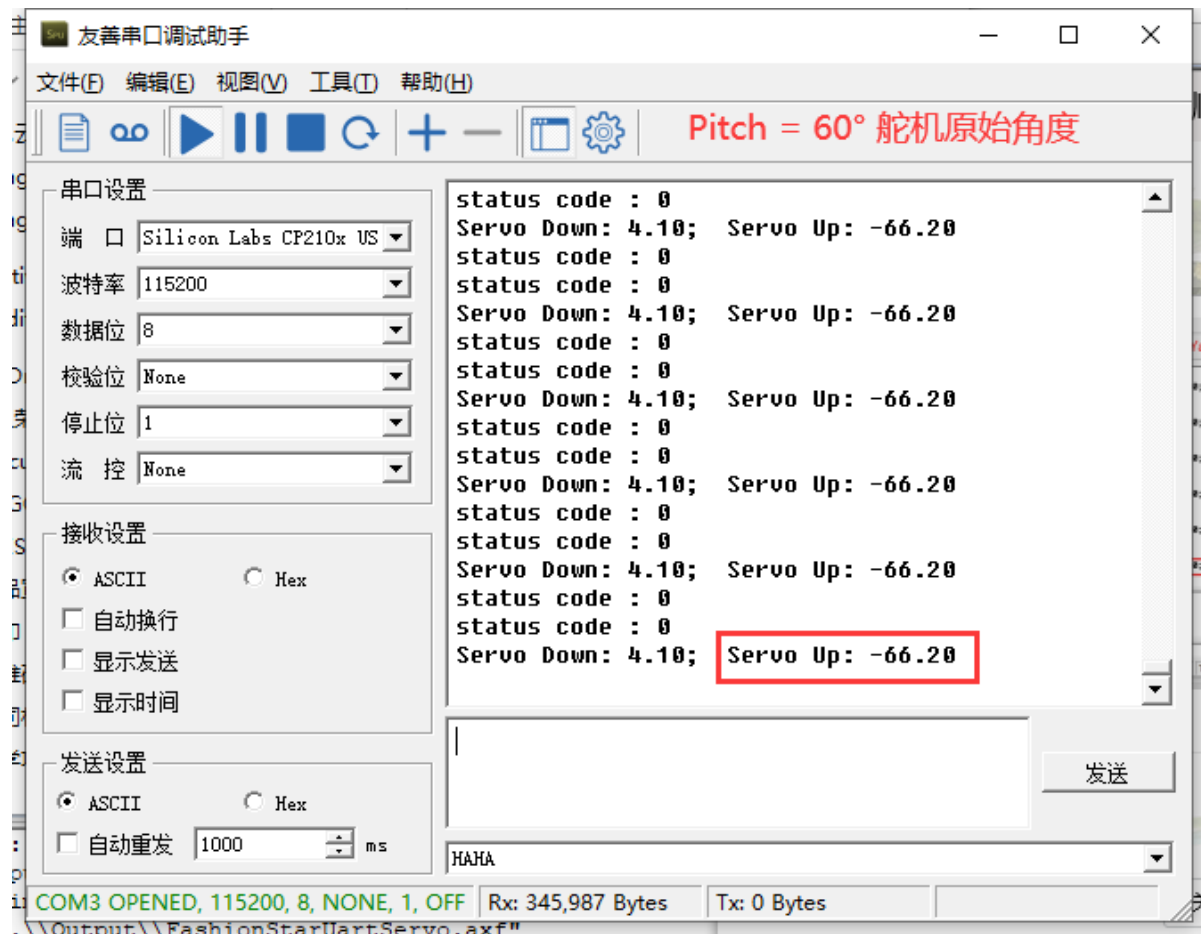 友善串口调试助手
文件(F) 编辑(E) 视图(V) 工具(T) 帮助(H)
Pitch = 60° 舵机原始角度
串口设置
端 口 Silicon Labs CP210x US
波特率 115200
数据位 8
校验位 None
停止位 1
流 控 None
接收设置
ASCII Hex
自动换行
显示发送
显示时间
发送设置
ASCII Hex
自动重发 1000 ms
status code : 0
Servo Down: 4.10; Servo Up: -66.20
status code : 0
status code : 0
Servo Down: 4.10; Servo Up: -66.20
status code : 0
status code : 0
Servo Down: 4.10; Servo Up: -66.20
status code : 0
status code : 0
Servo Down: 4.10; Servo Up: -66.20
status code : 0
status code : 0
Servo Down: 4.10; Servo Up: -66.20
status code : 0
status code : 0
Servo Down: 4.10; Servo Up: -66.20
发送
HAHA
COM3 OPENED, 115200, 8, NONE, 1, OFF Rx: 345,987 Bytes Tx: 0 Bytes
.\\Output\\FashionStarUartServo.axf"